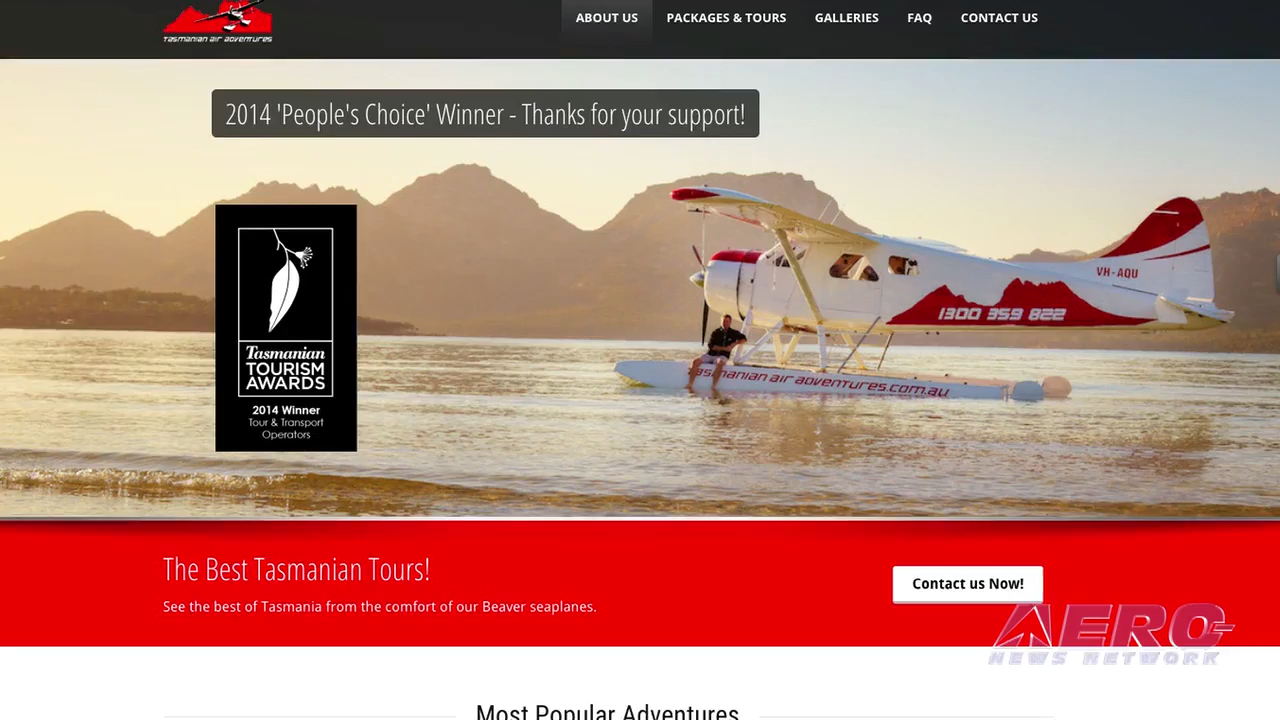 Tasmanian air adventures
ABOUT US
PACKAGES & TOURS
GALLERIES
FAQ
CONTACT US
2014 'People's Choice' Winner - Thanks for your support!
VH-AQU
1300 359 822
Tasmanian air adventures.com.au
Tasmanian
TOURISM
AWARDS
2014 Winner
Tour & Transport
Operators
The Best Tasmanian Tours!
See the best of Tasmania from the comfort of our Beaver seaplanes.
Contact us Now!
AERO
NEWS NETWORK
Most Popular Adventures